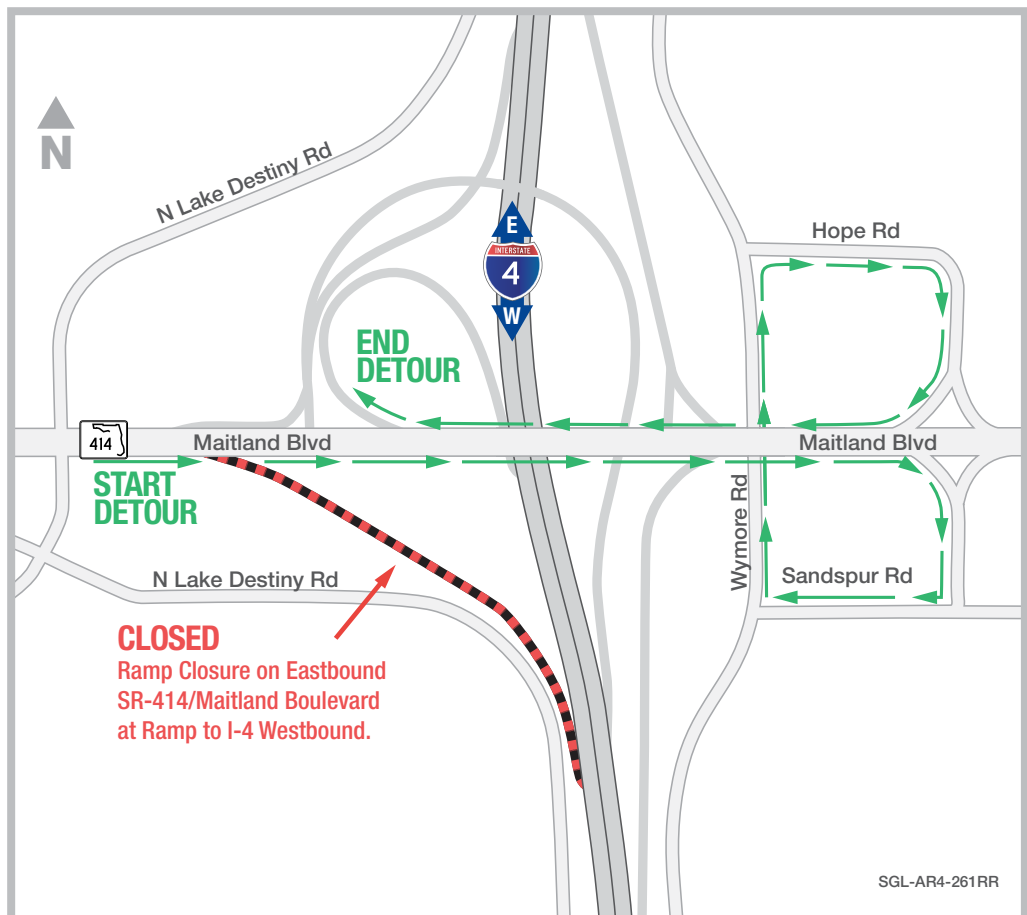 N
N Lake Destiny Rd
E
INTERSTATE
4
W
Hope Rd
END
DETOUR
414
Maitland Blvd
Maitland Blvd
START
DETOUR
Wymore Rd
N Lake Destiny Rd
Sandspur Rd
CLOSED
Ramp Closure on Eastbound
SR-414/Maitland Boulevard
at Ramp to I-4 Westbound.
SGL-AR4-261RR